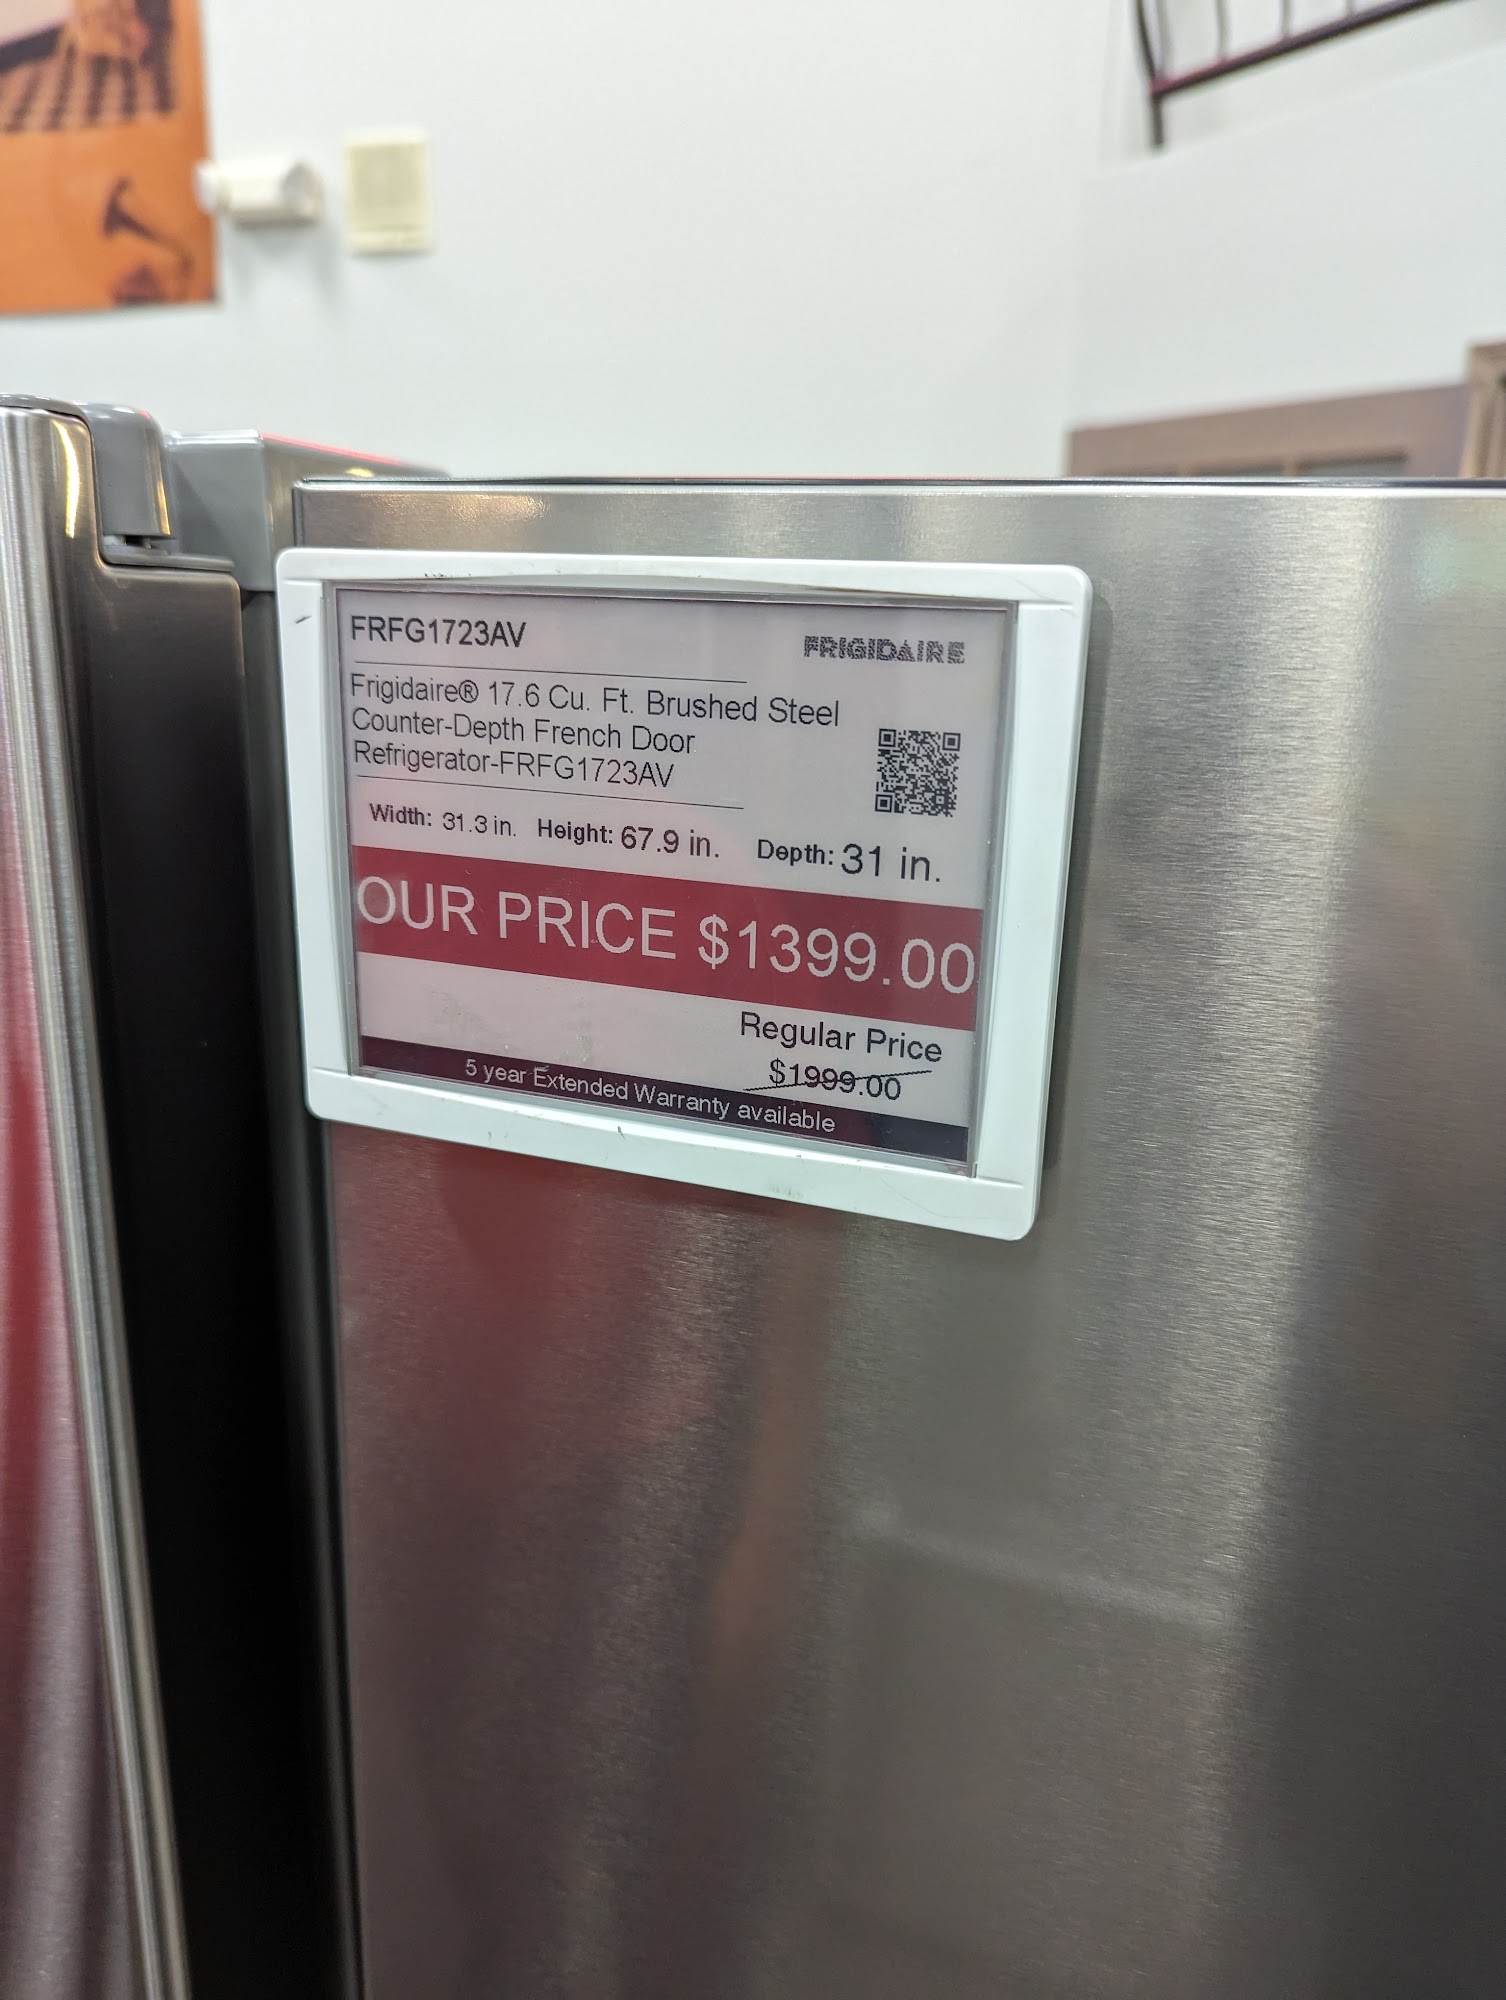 FRFG1723AV
FRIGIDAIRE
Frigidaire® 17.6 Cu. Ft. Brushed Steel
Counter-Depth French Door
Refrigerator-FRFG1723AV
Width: 31.3 in. Height: 67.9 in. Depth: 31 in.
OUR PRICE $1399.00
Regular Price
$1999.00
5 year Extended Warranty available